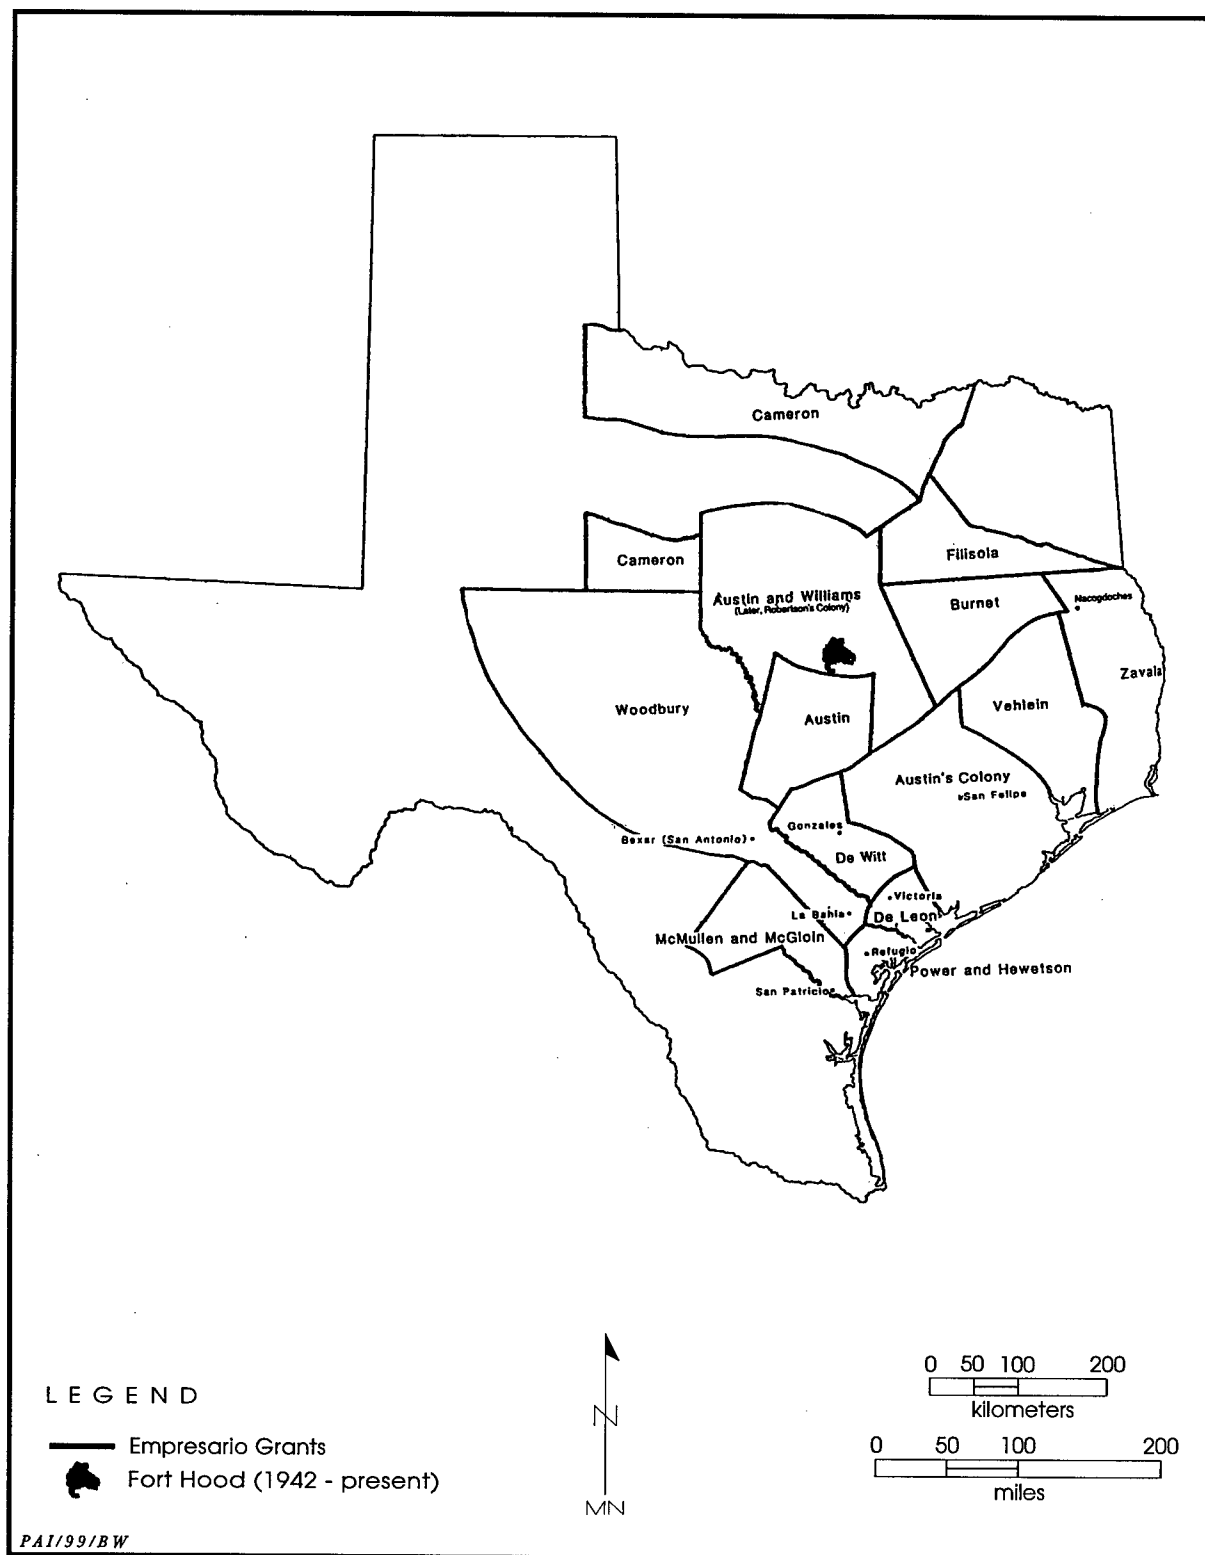 Cameron
Cameron
Filisola
Austin and Williams
(Later, Robertson's Colony)
Burnet
Nacogdoches
Zavala
Woodbury
Austin
Vehlein
Austin's Colony
San Felipe
Gonzales
Bexar (San Antonio)
De Witt
Victoria
La Bahia
De Leon
McMullen and McGloin
Refugio
Power and Hewetson
San Patricio
LEGEND
Empresario Grants
Fort Hood (1942 - present)
N
MN
0 50 100 200
kilometers
0 50 100 200
miles
PAI/99/BW